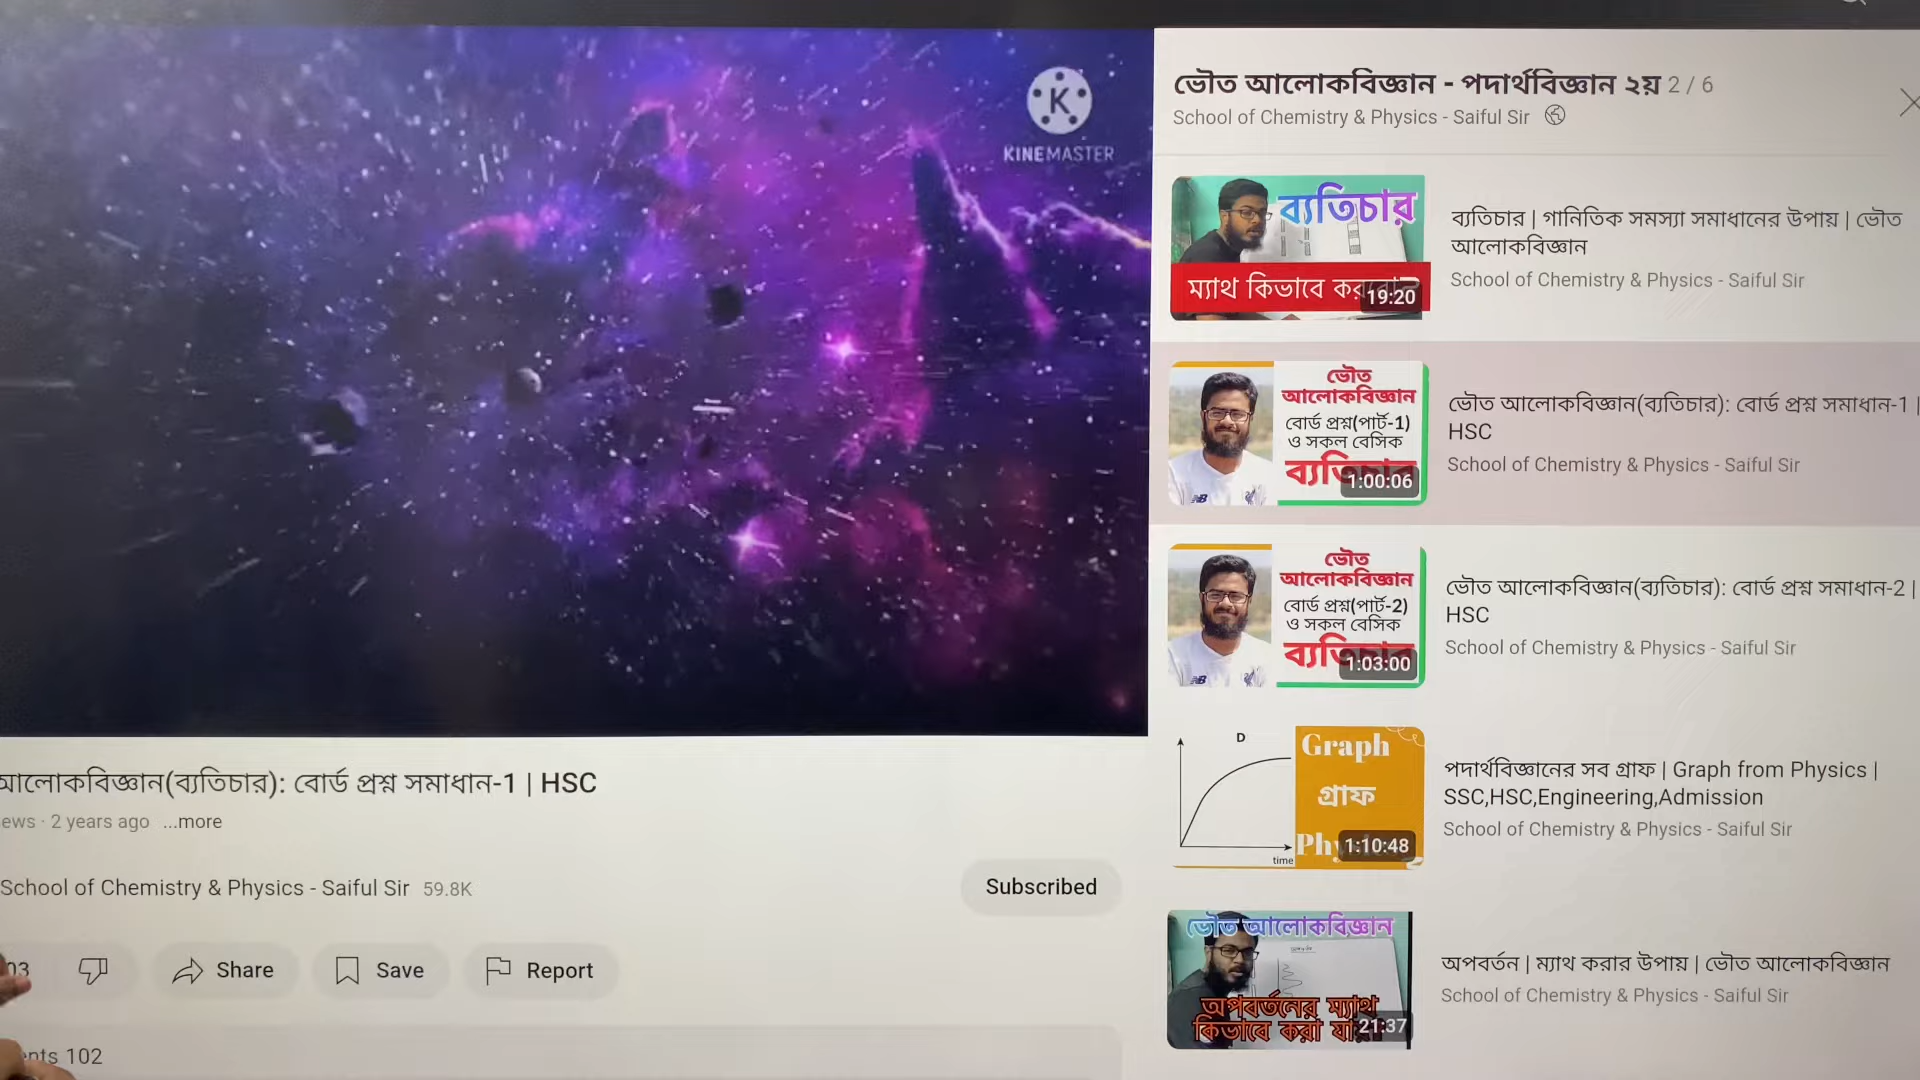 K
KINEMASTER
আলোকবিজ্ঞান(ব্যতিচার): বোর্ড প্রশ্ন সমাধান-1 | HSC
ews · 2 years ago ...more
School of Chemistry & Physics - Saiful Sir 59.8K
Subscribed
03
Share
Save
Report
ents 102
ভৌত আলোকবিজ্ঞান - পদার্থবিজ্ঞান ২য় 2 / 6
School of Chemistry & Physics - Saiful Sir
ব্যতিচার
ম্যাথ কিভাবে
19:20
ব্যতিচার | গানিতিক সমস্যা সমাধানের উপায় | ভৌত
আলোকবিজ্ঞান
School of Chemistry & Physics - Saiful Sir
ভৌত
আলোকবিজ্ঞান
বোর্ড প্রশ্ন(পার্ট-1)
ও সকল বেসিক
1:00:06
ভৌত আলোকবিজ্ঞান(ব্যতিচার): বোর্ড প্রশ্ন সমাধান-1 |
HSC
School of Chemistry & Physics - Saiful Sir
ভৌত
আলোকবিজ্ঞান
বোর্ড প্রশ্ন(পার্ট-2)
ও সকল বেসিক
1:03:00
ভৌত আলোকবিজ্ঞান(ব্যতিচার): বোর্ড প্রশ্ন সমাধান-2 |
HSC
School of Chemistry & Physics - Saiful Sir
D
time
Graph
গ্রাফ
1:10:48
পদার্থবিজ্ঞানের সব গ্রাফ | Graph from Physics |
SSC,HSC,Engineering,Admission
School of Chemistry & Physics - Saiful Sir
ভৌত আলোকবিজ্ঞান
অপবর্তনের ম্যাথ
কিভাবে করা
21:37
অপবর্তন | ম্যাথ করার উপায় | ভৌত আলোকবিজ্ঞান
School of Chemistry & Physics - Saiful Sir